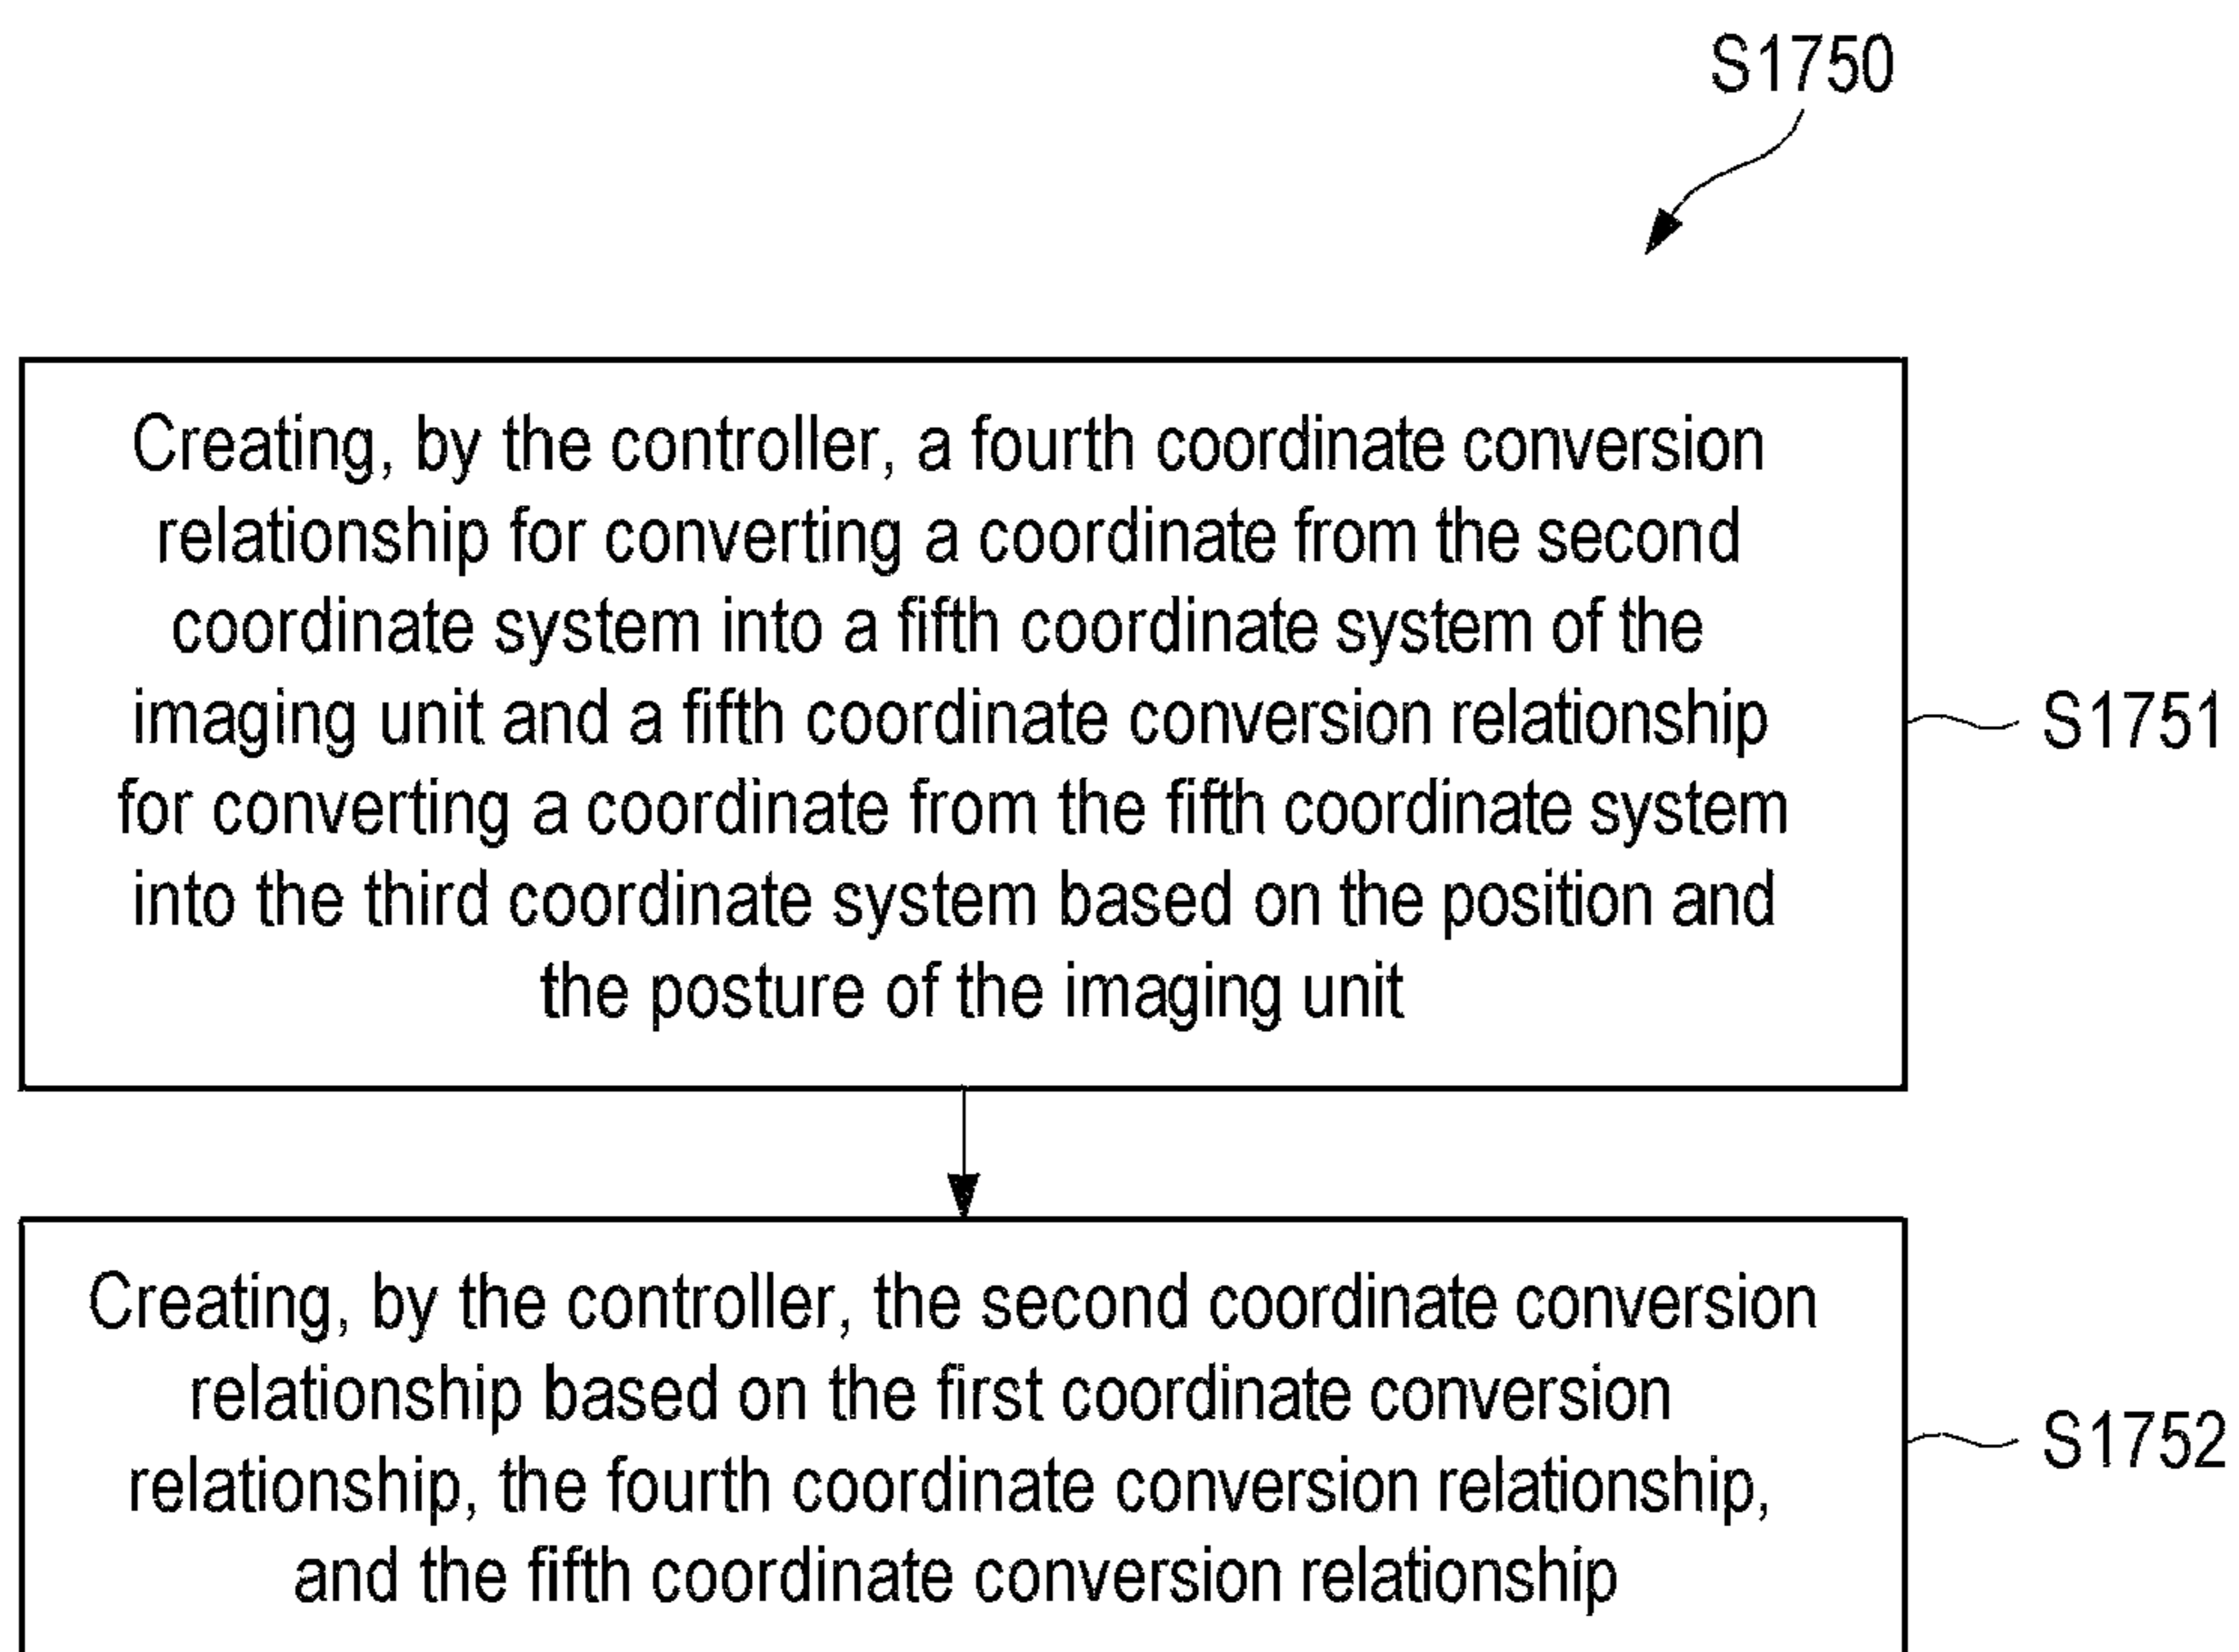 S1750
Creating, by the controller, a fourth coordinate conversion
relationship for converting a coordinate from the second
coordinate system into a fifth coordinate system of the
imaging unit and a fifth coordinate conversion relationship
for converting a coordinate from the fifth coordinate system
into the third coordinate system based on the position and
the posture of the imaging unit
S1751
Creating, by the controller, the second coordinate conversion
relationship based on the first coordinate conversion
relationship, the fourth coordinate conversion relationship,
and the fifth coordinate conversion relationship
S1752